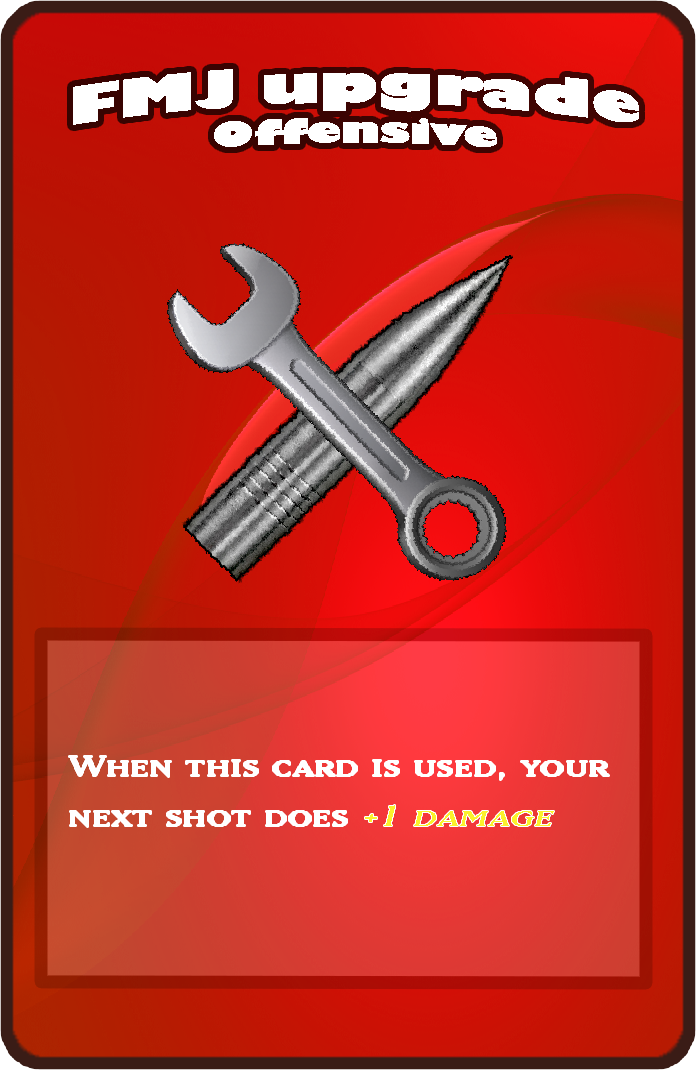 FMJ upgrade
Offensive
When this card is used, your
next shot does +1 damage